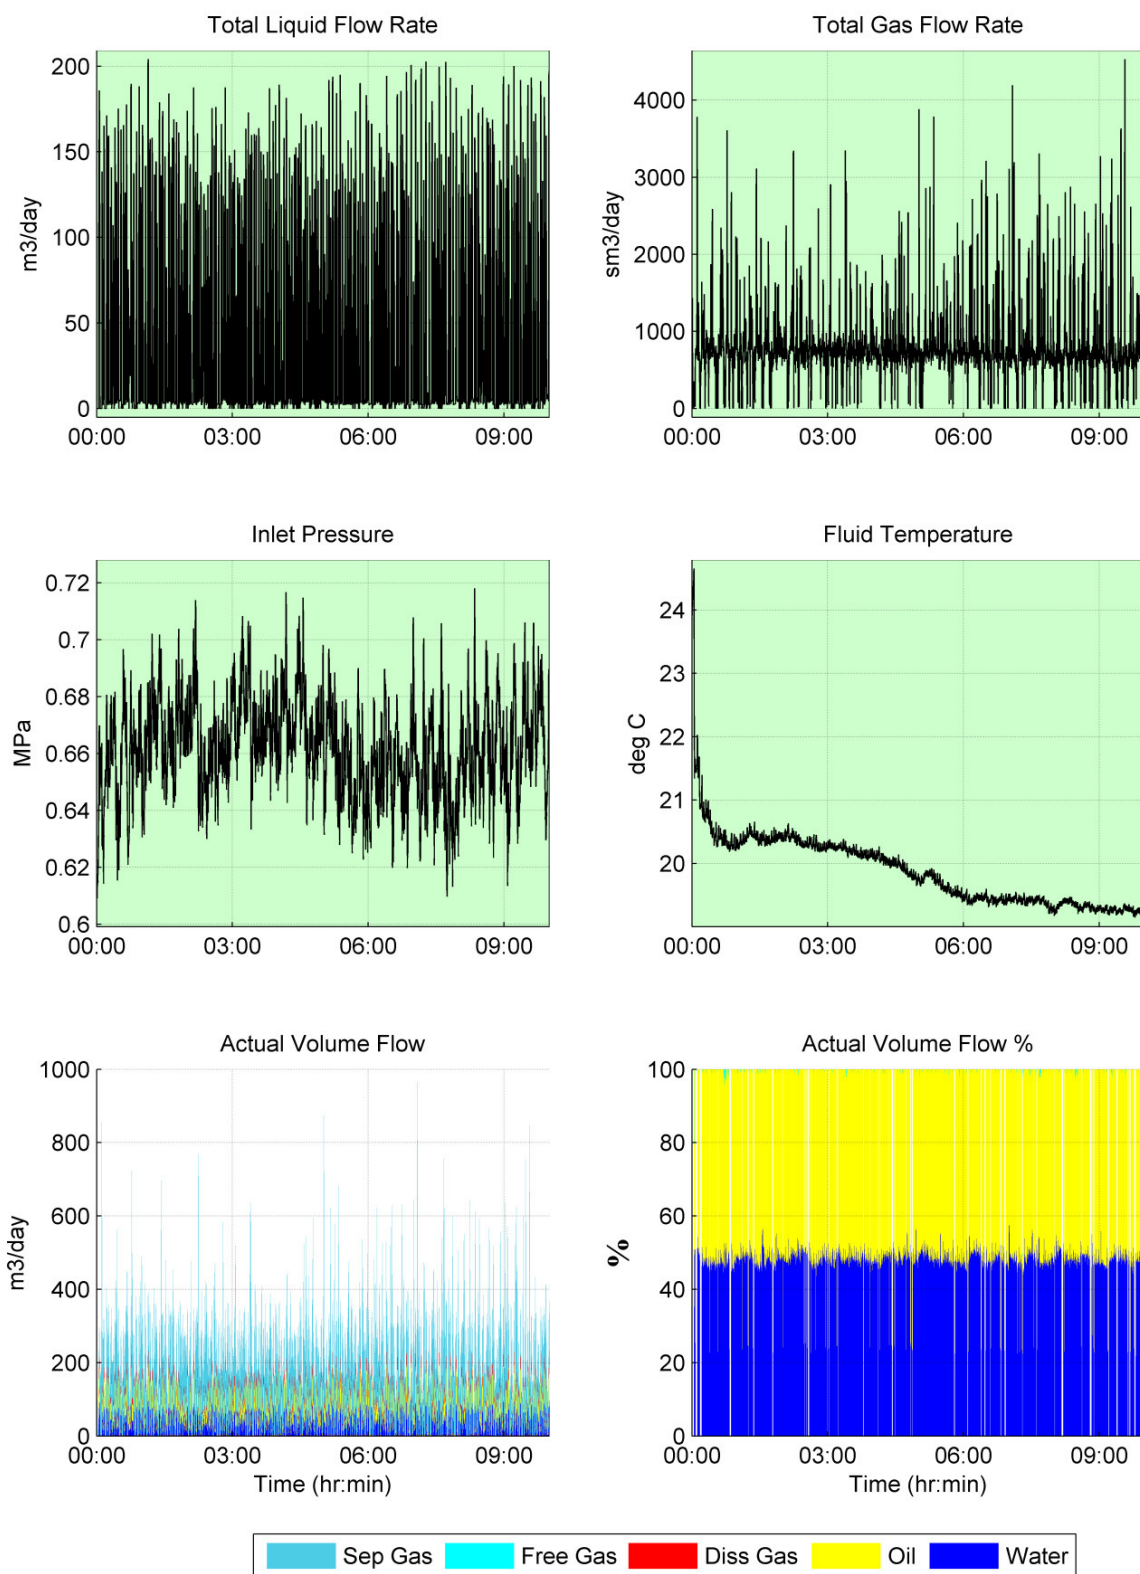 Total Liquid Flow Rate
Total Gas Flow Rate
m3/day
200
150
100
50
0
00:00 03:00 06:00 09:00
sm3/day
4000
3000
2000
1000
0
00:00 03:00 06:00 09:00
Inlet Pressure
Fluid Temperature
MPa
0.72
0.7
0.68
0.66
0.64
0.62
0.6
00:00 03:00 06:00 09:00
deg C
24
23
22
21
20
00:00 03:00 06:00 09:00
Actual Volume Flow
Actual Volume Flow %
m3/day
1000
800
600
400
200
0
00:00 03:00 06:00 09:00
Time (hr:min)
%
100
80
60
40
20
0
00:00 03:00 06:00 09:00
Time (hr:min)
Sep Gas Free Gas Diss Gas Oil Water